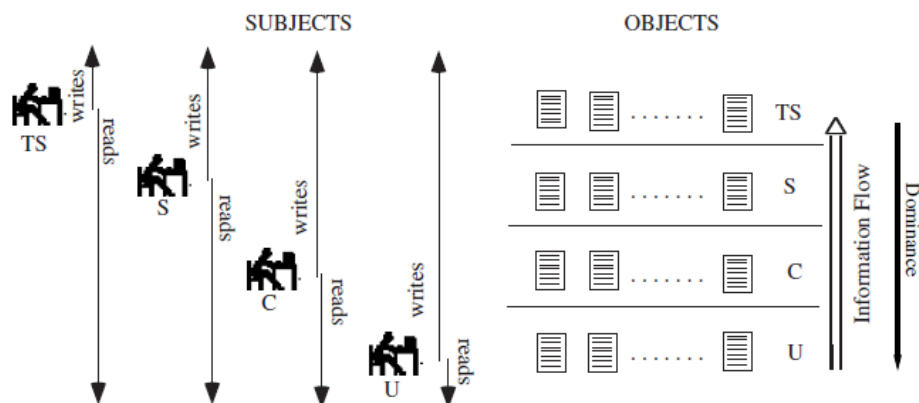 SUBJECTS
OBJECTS
writes
reads
TS
writes
reads
S
writes
reads
C
writes
reads
U
TS
S
C
U
Information Flow
Dominance